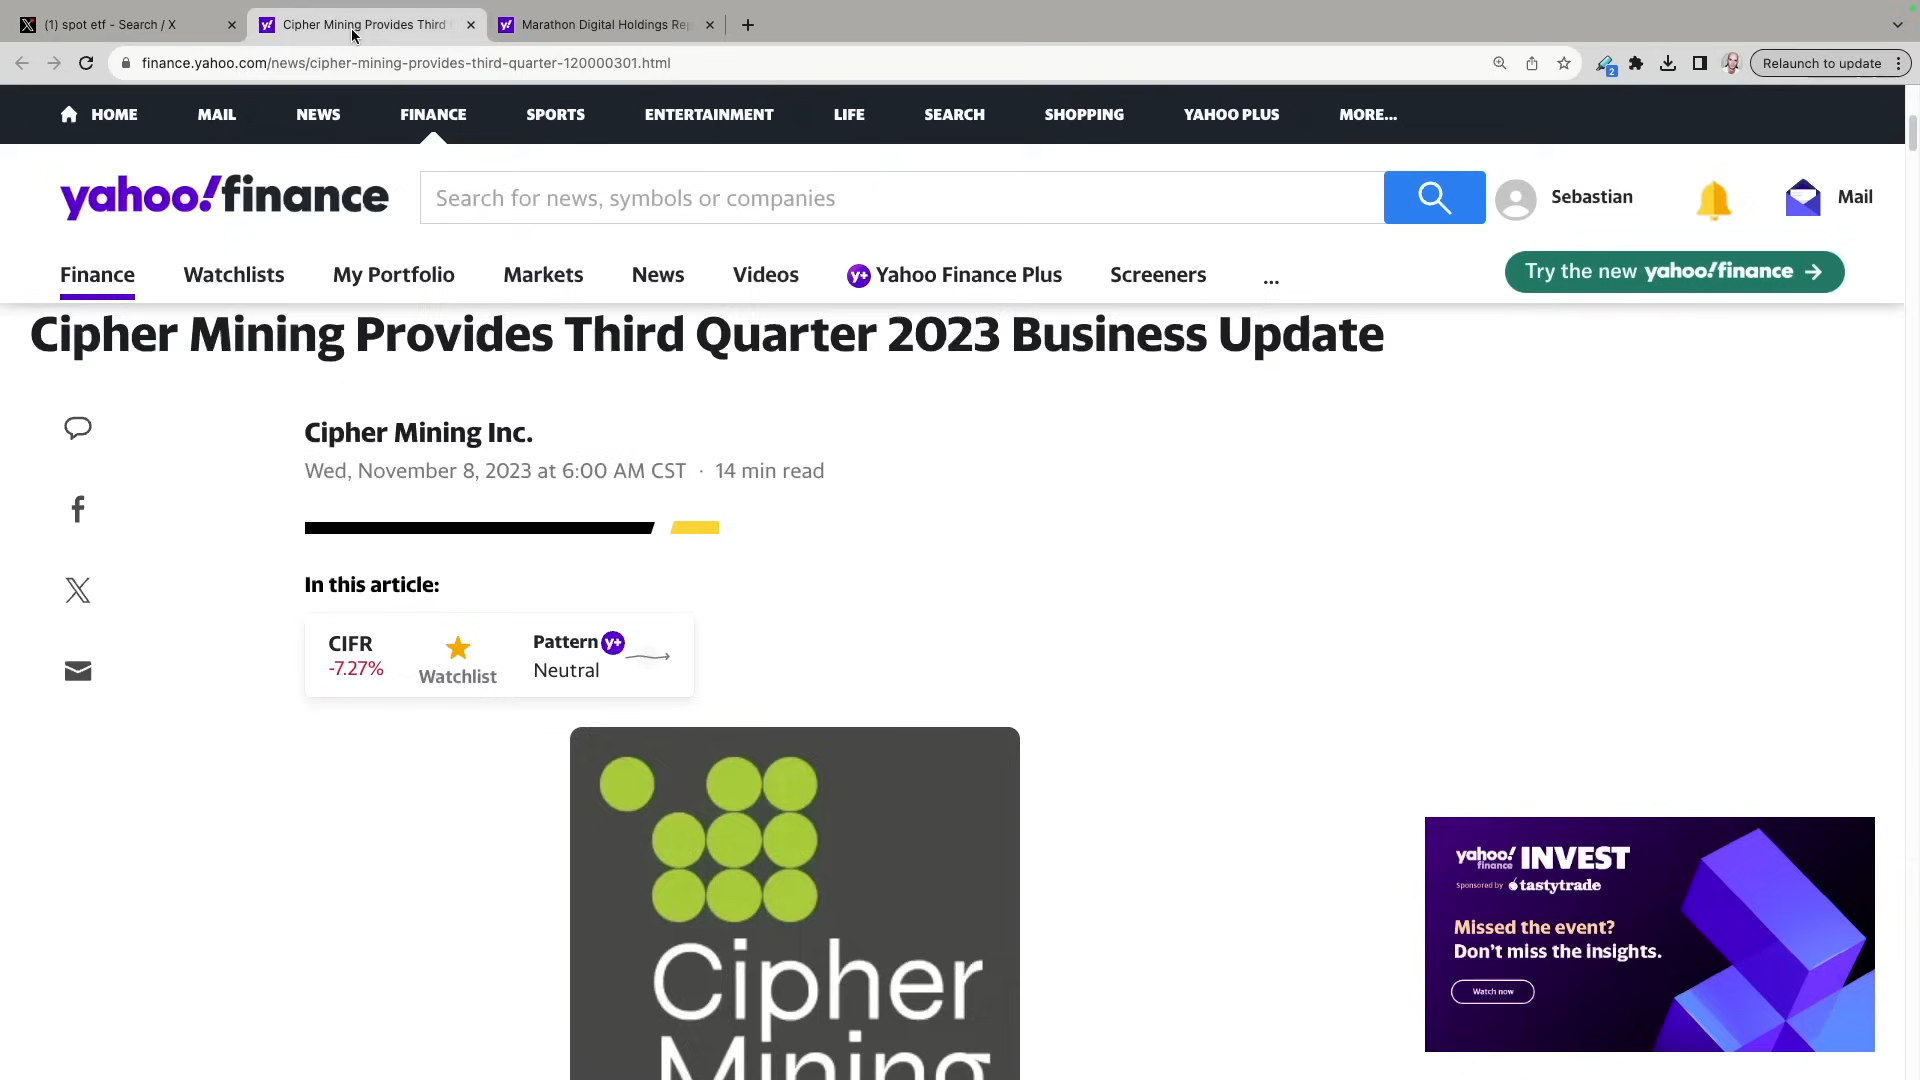 (1) spot etf - Search / X
Cipher Mining Provides Third
Marathon Digital Holdings Rep
finance.yahoo.com/news/cipher-mining-provides-third-quarter-120000301.html
2
Relaunch to update
HOME MAIL NEWS FINANCE SPORTS ENTERTAINMENT LIFE SEARCH SHOPPING YAHOO PLUS MORE...
yahoo!finance
Search for news, symbols or companies
Sebastian
Mail
Finance Watchlists My Portfolio Markets News Videos y+ Yahoo Finance Plus Screeners ...
Try the new yahoo!finance →
Cipher Mining Provides Third Quarter 2023 Business Update
Cipher Mining Inc.
Wed, November 8, 2023 at 6:00 AM CST · 14 min read
In this article:
CIFR
-7.27%
Watchlist
Pattern y+
Neutral
Cipher
Mining
yahoo! finance INVEST
Sponsored by tastytrade
Missed the event?
Don't miss the insights.
Watch now